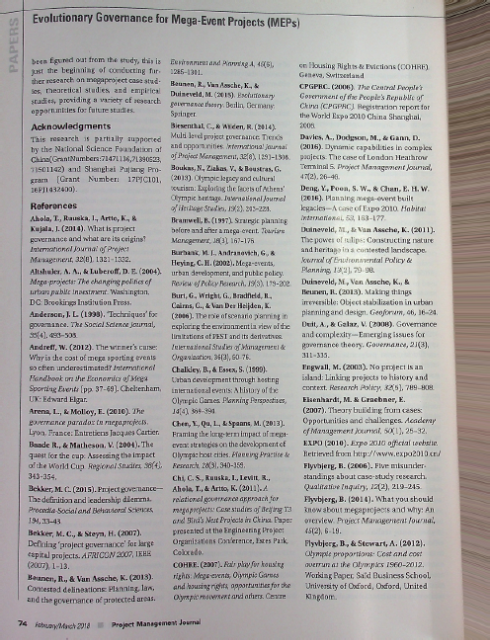 Evolutionary Governance for Mega-Event Projects (MEPs)
PAPERS
been figured out from the study, this is
just the beginning of conducting fur-
ther research on megaproject case stud-
ies, theoretical studies, and empirical
studies, providing a variety of research
opportunities for future studies.
Acknowledgments
This research is partially supported
by the National Science Foundation of
China (Grant Numbers: 71471136, 71390523,
71501142) and Shanghai Pujiang Pro-
gram (Grant Number: 17PJC101,
16PJ1432400).
References
Ahola, T., Ruuska, I., Artto, K., &
Kujala, J. (2014). What is project
governance and what are its origins?
International Journal of Project
Management, 32(8), 1321–1332.
Altshuler, A. A., & Luberoff, D. E. (2004).
Mega-projects: The changing politics of
urban public investment. Washington,
DC: Brookings Institution Press.
Anderson, J. L. (1998). 'Techniques' for
governance. The Social Science Journal,
35(4), 493–508.
Andreff, W. (2012). The winner's curse:
Why is the cost of mega sporting events
so often underestimated? International
Handbook on the Economics of Mega
Sporting Events (pp. 37–69). Cheltenham,
UK: Edward Elgar.
Arena, L., & Molloy, E. (2010). The
governance paradox in megaprojects.
Lyon, France: Entretiens Jacques Cartier.
Baade R., & Matheson, V. (2004). The
quest for the cup: Assessing the impact
of the World Cup. Regional Studies, 38(4),
343–354.
Bekker, M. C. (2015). Project governance—
The definition and leadership dilemma.
Procedia-Social and Behavioral Sciences,
194, 33–43.
Bekker, M. C., & Steyn, H. (2007).
Defining 'project governance' for large
capital projects. AFRICON 2007, IEEE
(2007), 1–13.
Beunen, R., & Van Assche, K. (2013).
Contested delineations: Planning, law,
and the governance of protected areas.
Environment and Planning A, 45(6),
1285–1301.
Beunen, R., Van Assche, K., &
Duineveld, M. (2015). Evolutionary
governance theory. Berlin, Germany:
Springer.
Biesenthal, C., & Wilden, R. (2014).
Multi-level project governance: Trends
and opportunities. International Journal
of Project Management, 32(8), 1291–1308.
Boukas, N., Ziakas, V., & Boustras, G.
(2013). Olympic legacy and cultural
tourism: Exploring the facets of Athens'
Olympic heritage. International Journal
of Heritage Studies, 19(2), 203–228.
Bramwell, B. (1997). Strategic planning
before and after a mega-event. Tourism
Management, 18(3), 167–176.
Burbank, M. J., Andranovich, G., &
Heying, C. H. (2002). Mega-events,
urban development, and public policy.
Review of Policy Research, 19(3), 179–202.
Burt, G., Wright, G., Bradfield, R.,
Cairns, G., & Van Der Heijden, K.
(2006). The role of scenario planning in
exploring the environment in view of the
limitations of PEST and its derivatives.
International Studies of Management &
Organization, 36(3), 50–76.
Chalkley, B., & Essex, S. (1999).
Urban development through hosting
international events: A history of the
Olympic Games. Planning Perspectives,
14(4), 369–394.
Chen, Y., Qu, L., & Spaans, M. (2013).
Framing the long-term impact of mega-
event strategies on the development of
Olympic host cities. Planning Practice &
Research, 28(3), 340–359.
Chi, C. S., Ruuska, I., Levitt, R.,
Ahola, T., & Artto, K. (2011). A
relational governance approach for
megaprojects: Case studies of Beijing T3
and Bird's Nest Projects in China. Paper
presented at the Engineering Project
Organizations Conference, Estes Park,
Colorado.
COHRE. (2007). Fair play for housing
rights: Mega-events, Olympic Games
and housing rights, opportunities for the
Olympic movement and others. Centre
on Housing Rights & Evictions (COHRE).
Geneva, Switzerland
CPGPRC. (2006). The Central People's
Government of the People's Republic of
China (CPGPRC). Registration report for
the World Expo 2010 China Shanghai,
2006.
Davies, A., Dodgson, M., & Gann, D.
(2016). Dynamic capabilities in complex
projects: The case of London Heathrow
Terminal 5. Project Management Journal,
47(2), 26–46.
Deng, Y., Poon, S. W., & Chan, E. H. W.
(2016). Planning mega-event built
legacies—A case of Expo 2010. Habitat
International, 53, 163–177.
Duineveld, M., & Van Assche, K. (2011).
The power of tulips: Constructing nature
and heritage in a contested landscape.
Journal of Environmental Policy &
Planning, 13(2), 79–98.
Duineveld, M., Van Assche, K., &
Beunen, R. (2013). Making things
irreversible: Object stabilization in urban
planning and design. Geoforum, 46, 16–24.
Duit, A., & Galaz, V. (2008). Governance
and complexity—Emerging issues for
governance theory. Governance, 21(3),
311–335.
Engwall, M. (2003). No project is an
island: Linking projects to history and
context. Research Policy, 32(5), 789–808.
Eisenhardt, M. & Graebner, E.
(2007). Theory building from cases:
Opportunities and challenges. Academy
of Management Journal, 50(1), 25–32.
EXPO (2010). Expo 2010 official website.
Retrieved from http://www.expo2010.cn/
Flyvbjerg, B. (2006). Five misunder-
standings about case-study research.
Qualitative Inquiry, 12(2), 219–245.
Flyvbjerg, B. (2014). What you should
know about megaprojects and why: An
overview. Project Management Journal,
45(2), 6–19.
Flyvbjerg, B., & Stewart, A. (2012).
Olympic proportions: Cost and cost
overrun at the Olympics 1960–2012.
Working Paper, Saïd Business School,
University of Oxford, Oxford, United
Kingdom.
74 February/March 2018 Project Management Journal